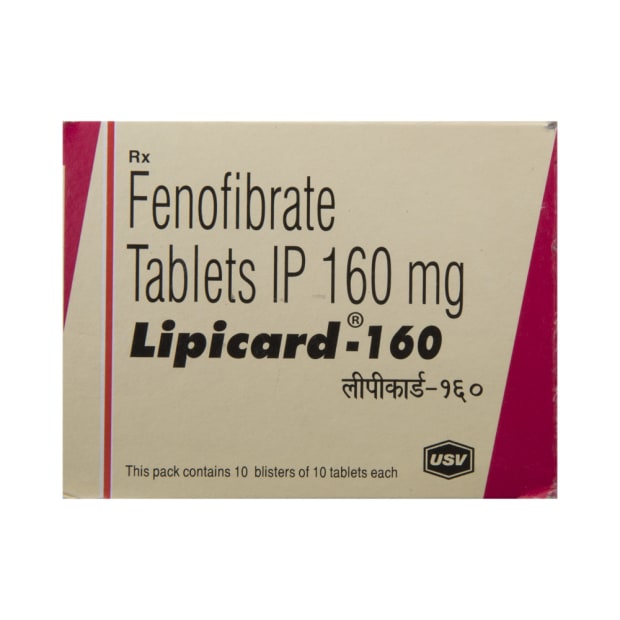 Rx
Fenofibrate
Tablets IP 160 mg
Lipicard®-160
लीपीकार्ड-१६०
USV
This pack contains 10 blisters of 10 tablets each